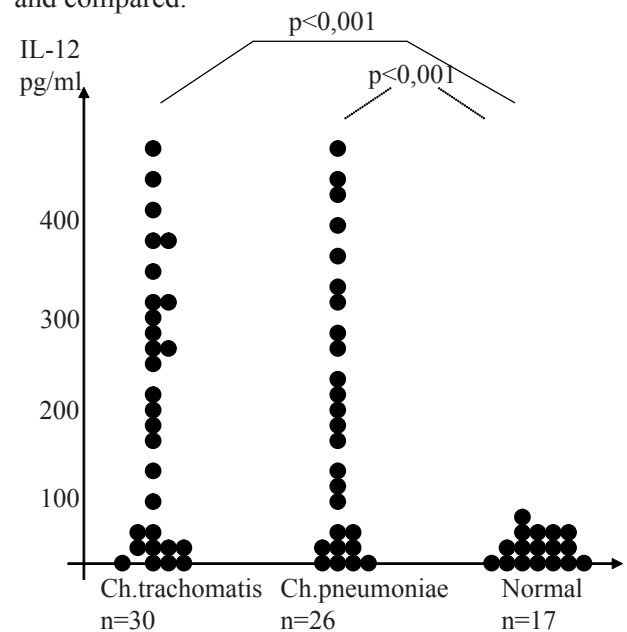 and compared.
p<0,001
IL-12
pg/ml
p<0,001
400
300
200
100
Ch.trachomatis Ch.pneumoniae Normal
n=30 n=26 n=17